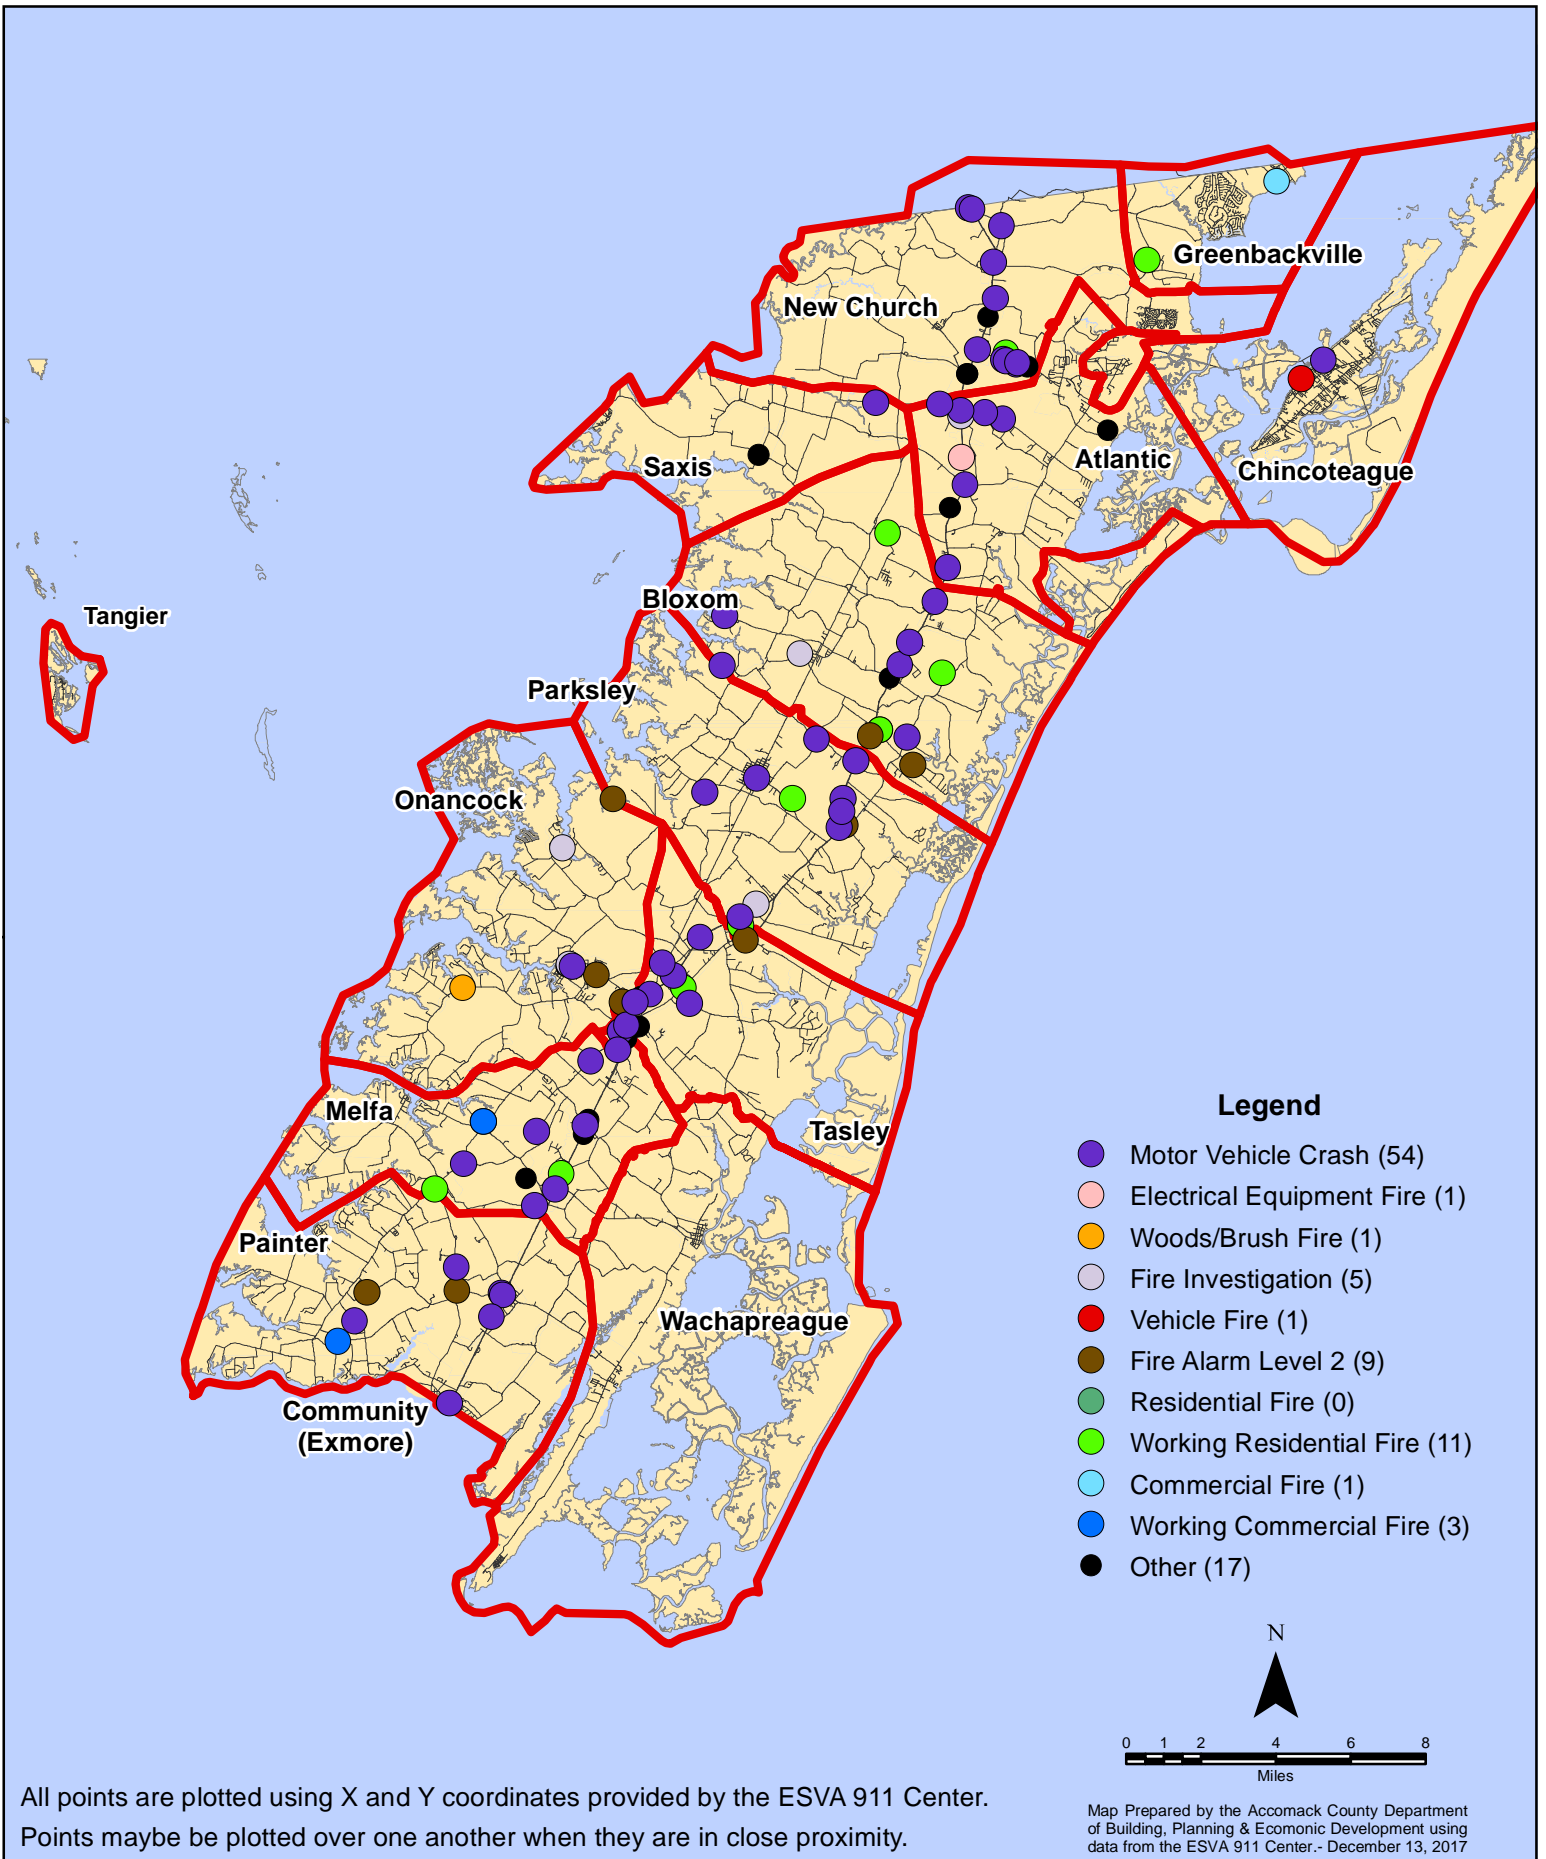 Greenbackville
New Church
Saxis
Atlantic
Chincoteague
Bloxom
Tangier
Parksley
Onancock
Melfa
Tasley
Painter
Wachapreague
Community
(Exmore)
Legend
Motor Vehicle Crash (54)
Electrical Equipment Fire (1)
Woods/Brush Fire (1)
Fire Investigation (5)
Vehicle Fire (1)
Fire Alarm Level 2 (9)
Residential Fire (0)
Working Residential Fire (11)
Commercial Fire (1)
Working Commercial Fire (3)
Other (17)
N
0 1 2 4 6 8
Miles
All points are plotted using X and Y coordinates provided by the ESVA 911 Center.
Points maybe be plotted over one another when they are in close proximity.
Map Prepared by the Accomack County Department
of Building, Planning & Ecomonic Development using
data from the ESVA 911 Center.- December 13, 2017